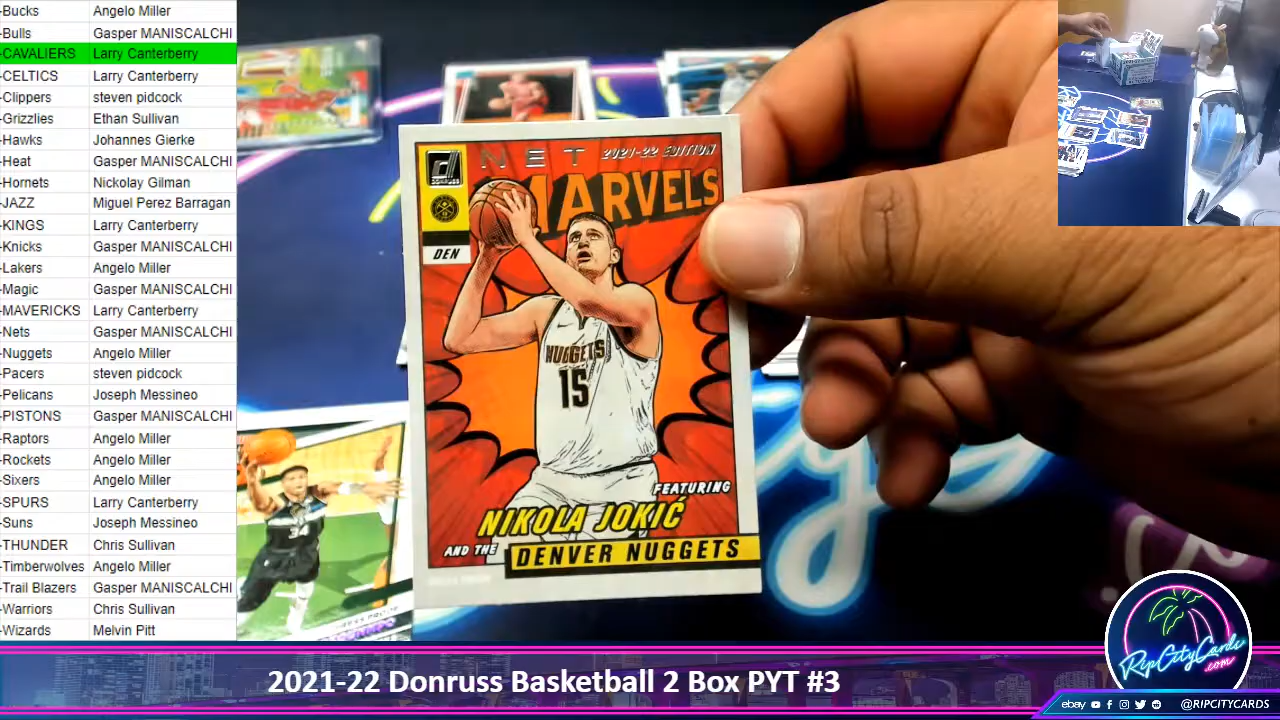 -Bucks Angelo Miller
-Bulls Gasper MANISCALCHI
-CAVALIERS Larry Canterberry
-CELTICS Larry Canterberry
-Clippers steven pidcock
-Grizzlies Ethan Sullivan
-Hawks Johannes Gierke
-Heat Gasper MANISCALCHI
-Hornets Nickolay Gilman
-JAZZ Miguel Perez Barragan
-KINGS Larry Canterberry
-Knicks Gasper MANISCALCHI
-Lakers Angelo Miller
-Magic Gasper MANISCALCHI
-MAVERICKS Larry Canterberry
-Nets Gasper MANISCALCHI
-Nuggets Angelo Miller
-Pacers steven pidcock
-Pelicans Joseph Messineo
-PISTONS Gasper MANISCALCHI
-Raptors Angelo Miller
-Rockets Angelo Miller
-Sixers Angelo Miller
-SPURS Larry Canterberry
-Suns Joseph Messineo
-THUNDER Chris Sullivan
-Timberwolves Angelo Miller
-Trail Blazers Gasper MANISCALCHI
-Warriors Chris Sullivan
-Wizards Melvin Pitt
DONRUSS
NET 2021-22 EDITION
MARVELS
DEN
NUGGETS
15
FEATURING
NIKOLA JOKIĆ
AND THE DENVER NUGGETS
34
2021-22 Donruss Basketball 2 Box PYT #3
RipCityCards
.com
ebay @RIPCITYCARDS